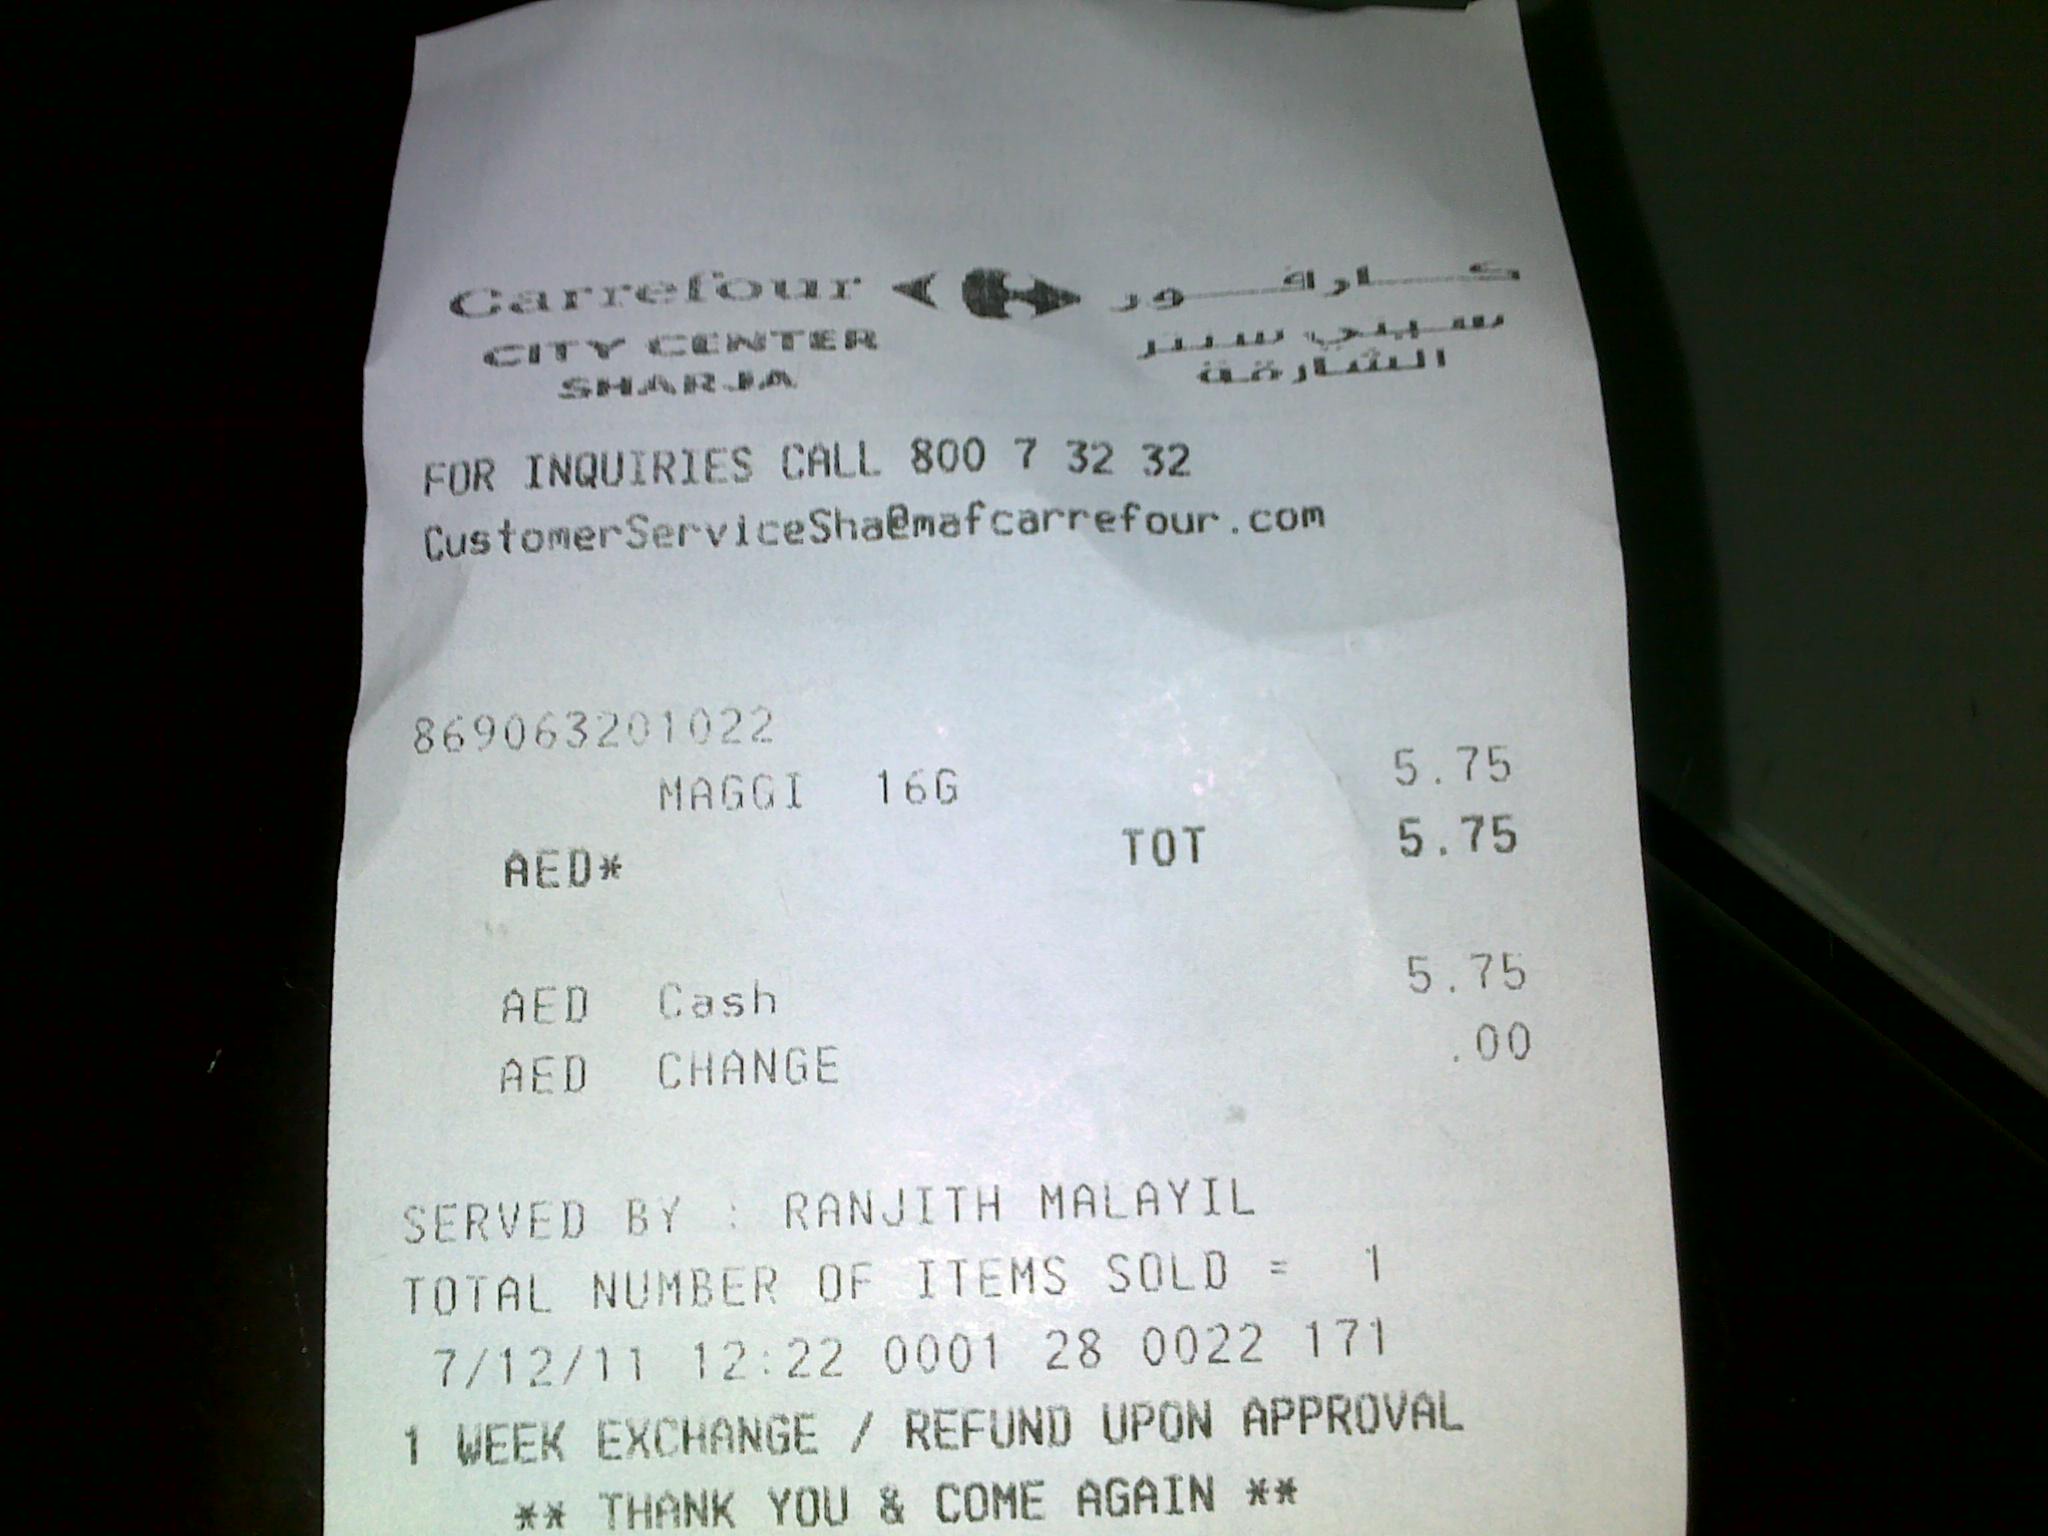 Carrefour كارفور
CITY CENTER سيتي سنتر
SHARJA الشارقة
FOR INQUIRIES CALL 800 7 32 32
CustomerServiceSha@mafcarrefour.com
869063201022
MAGGI 16G 5.75
AED* TOT 5.75
AED Cash 5.75
AED CHANGE .00
SERVED BY : RANJITH MALAYIL
TOTAL NUMBER OF ITEMS SOLD = 1
7/12/11 12:22 0001 28 0022 171
1 WEEK EXCHANGE / REFUND UPON APPROVAL
** THANK YOU & COME AGAIN **